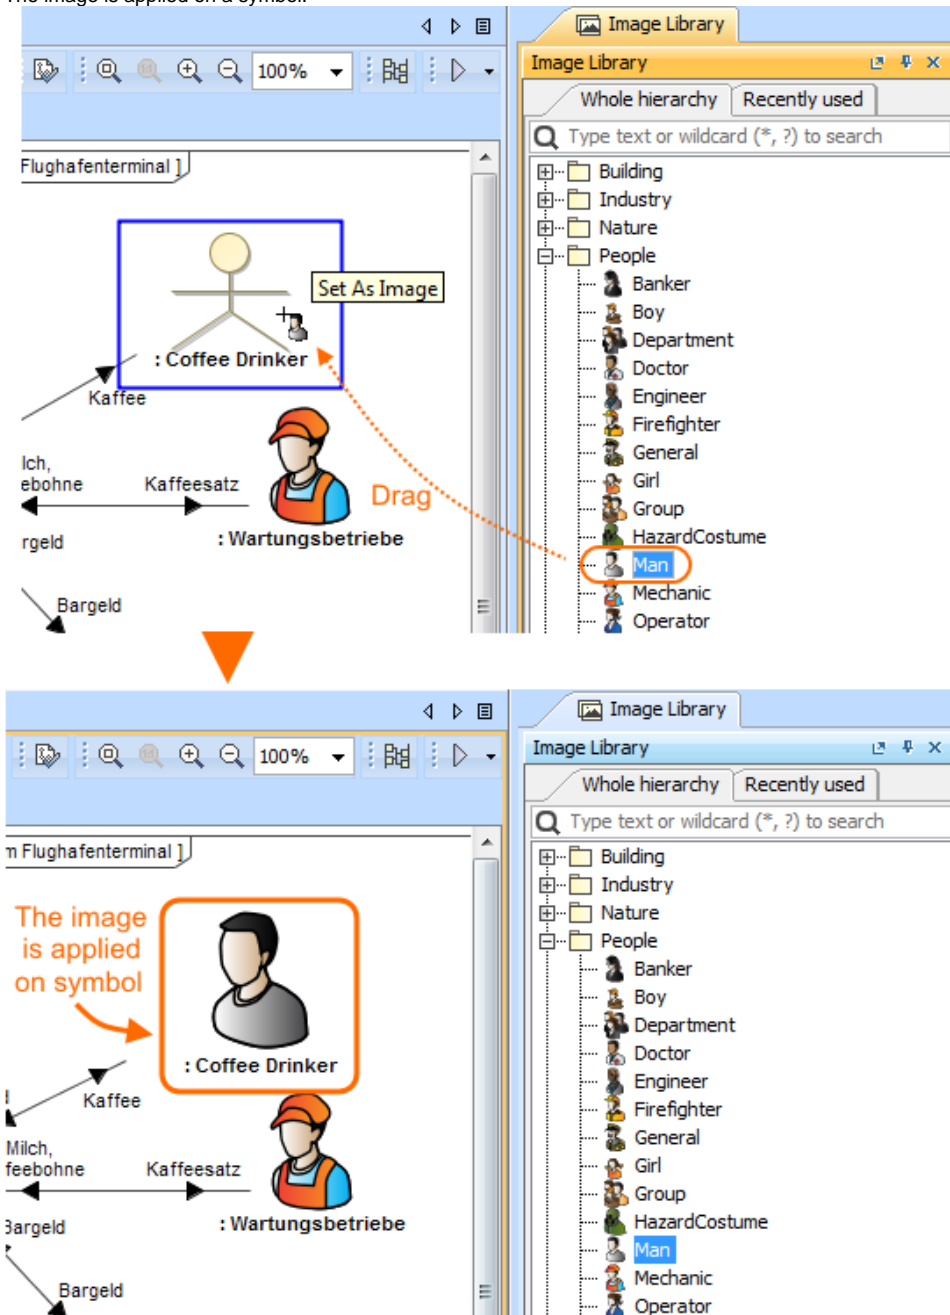 The image is applied on a symbol.
Image Library
Image Library
100%
Whole hierarchy Recently used
Type text or wildcard (*, ?) to search
Flughafenterminal ]
Building
Industry
Nature
People
Banker
Boy
Department
Doctor
Engineer
Firefighter
General
Girl
Group
HazardCostume
Man
Mechanic
Operator
Set As Image
: Coffee Drinker
Kaffee
lch,
ebohne
Kaffeesatz
Drag
rgeld
: Wartungsbetriebe
Bargeld
Image Library
Image Library
100%
Whole hierarchy Recently used
Type text or wildcard (*, ?) to search
m Flughafenterminal ]
Building
Industry
Nature
People
Banker
Boy
Department
Doctor
Engineer
Firefighter
General
Girl
Group
HazardCostume
Man
Mechanic
Operator
The image
is applied
on symbol
: Coffee Drinker
Kaffee
Milch,
feebohne
Kaffeesatz
Bargeld
: Wartungsbetriebe
Bargeld